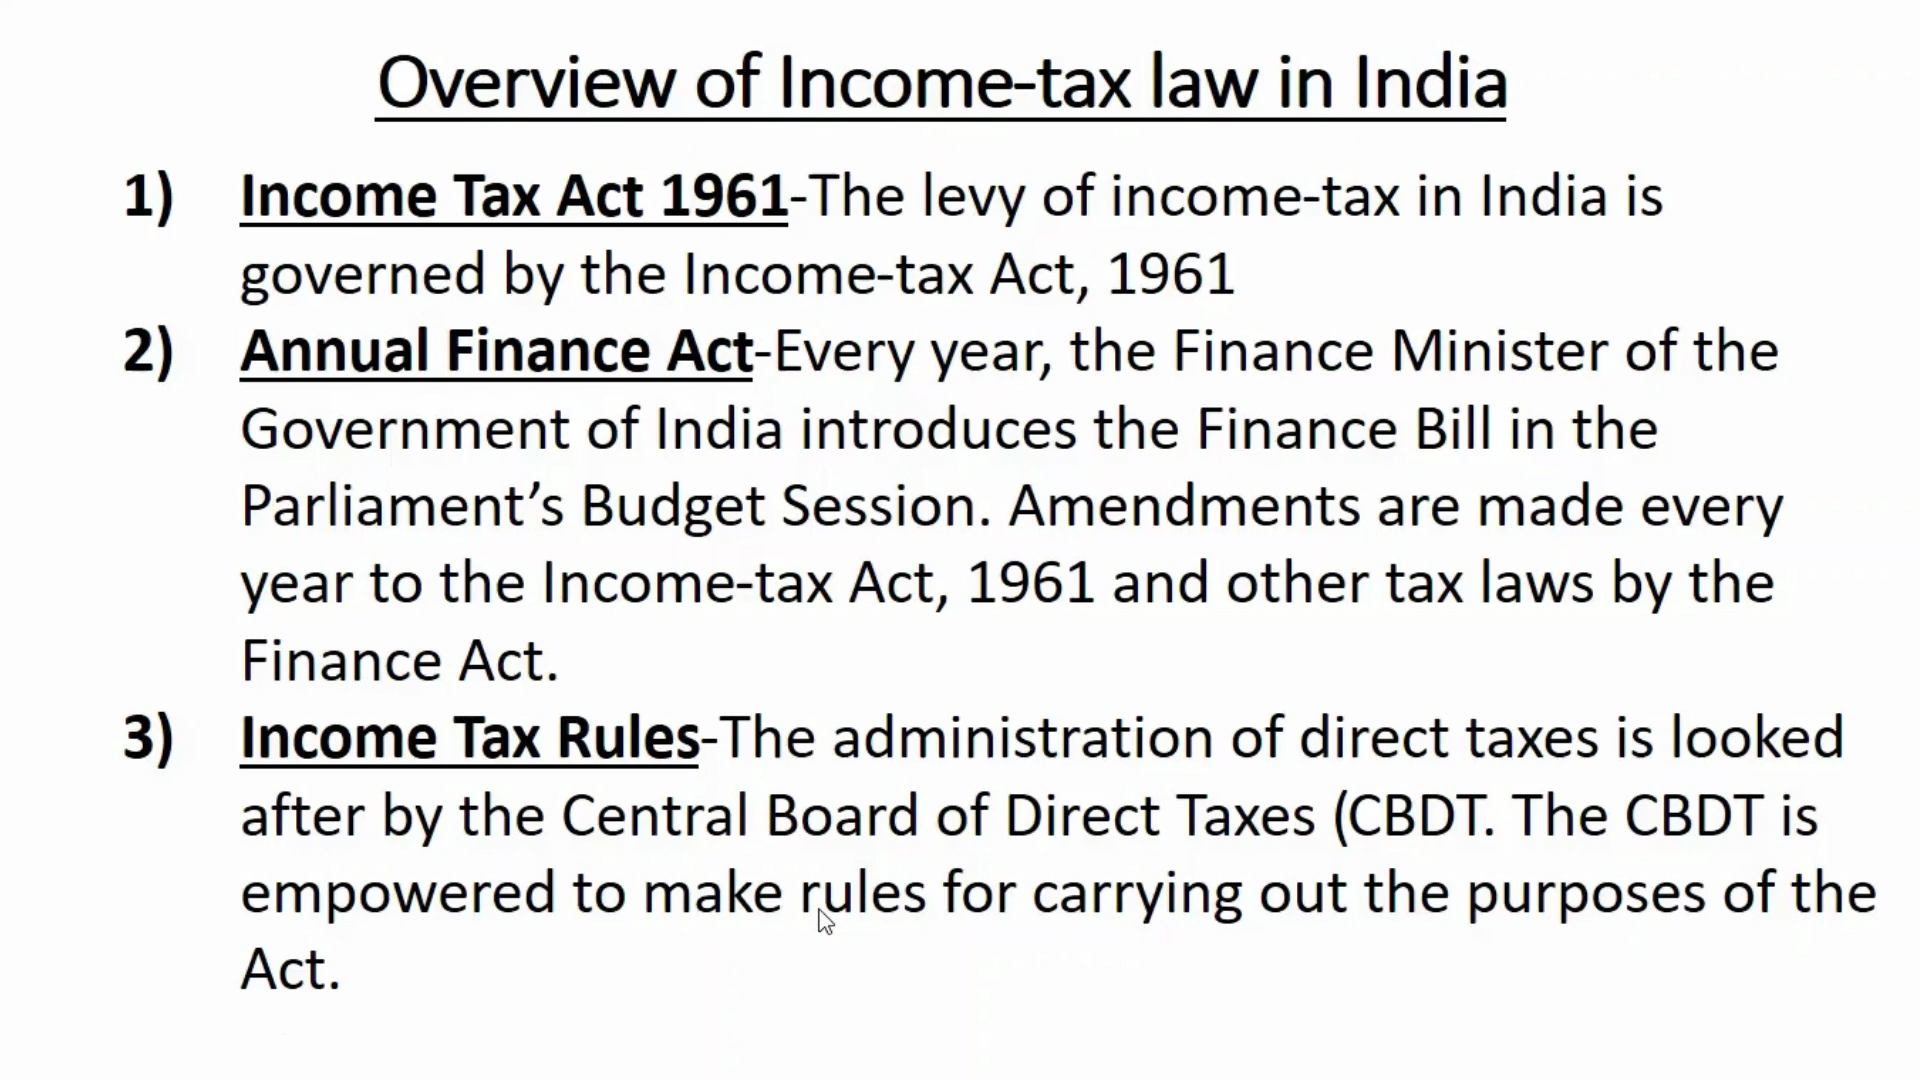 Overview of Income-tax law in India
1) Income Tax Act 1961-The levy of income-tax in India is
governed by the Income-tax Act, 1961
2) Annual Finance Act-Every year, the Finance Minister of the
Government of India introduces the Finance Bill in the
Parliament’s Budget Session. Amendments are made every
year to the Income-tax Act, 1961 and other tax laws by the
Finance Act.
3) Income Tax Rules-The administration of direct taxes is looked
after by the Central Board of Direct Taxes (CBDT. The CBDT is
empowered to make rules for carrying out the purposes of the
Act.